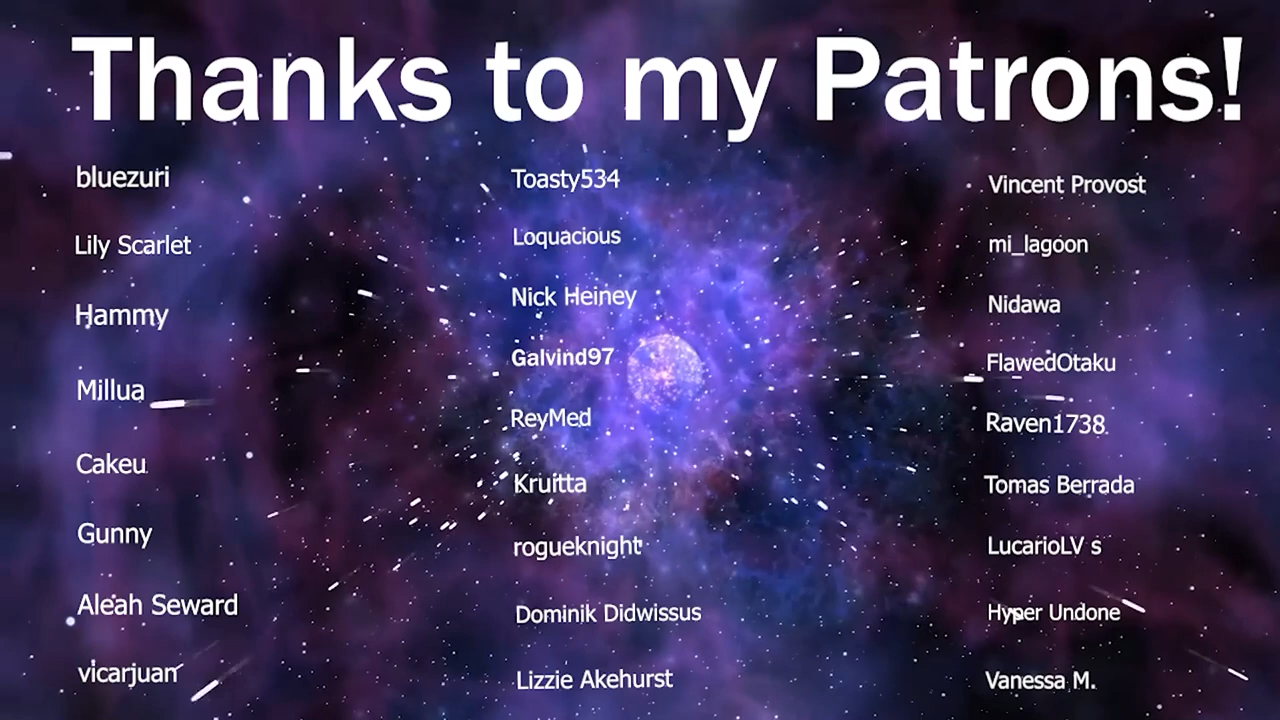 Thanks to my Patrons!
bluezuri
Lily Scarlet
Hammy
Millua
Cakeu
Gunny
Aleah Seward
vicarjuan
Toasty534
Loquacious
Nick Heiney
Galvind97
ReyMed
Kruitta
rogueknight
Dominik Didwissus
Lizzie Akehurst
Vincent Provost
mi_lagoon
Nidawa
FlawedOtaku
Raven1738
Tomas Berrada
LucarioLV s
Hyper Undone
Vanessa M.